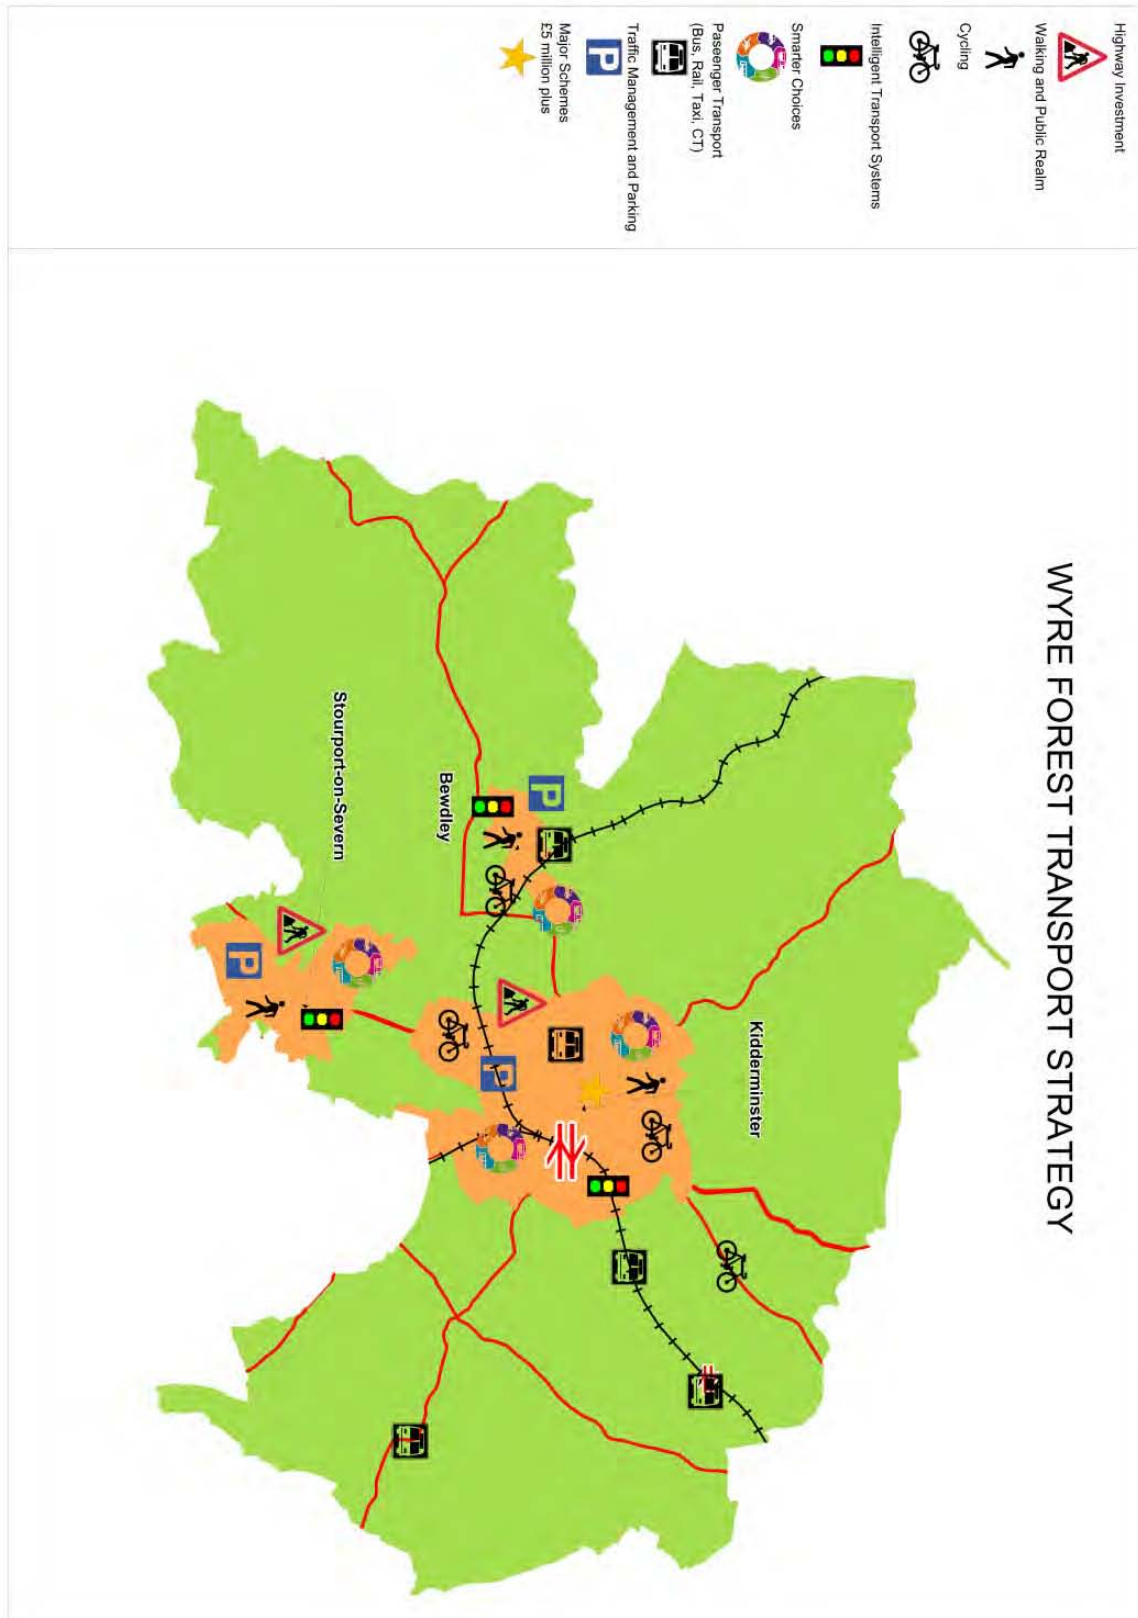 WYRE FOREST TRANSPORT STRATEGY
Highway Investment
Walking and Public Realm
Cycling
Intelligent Transport Systems
Smarter Choices
Paseenger Transport
(Bus, Rail, Taxi, CT)
Traffic Management and Parking
P
Major Schemes
£5 million plus
Kidderminster
Bewdley
Stourport-on-Severn
P
P
P